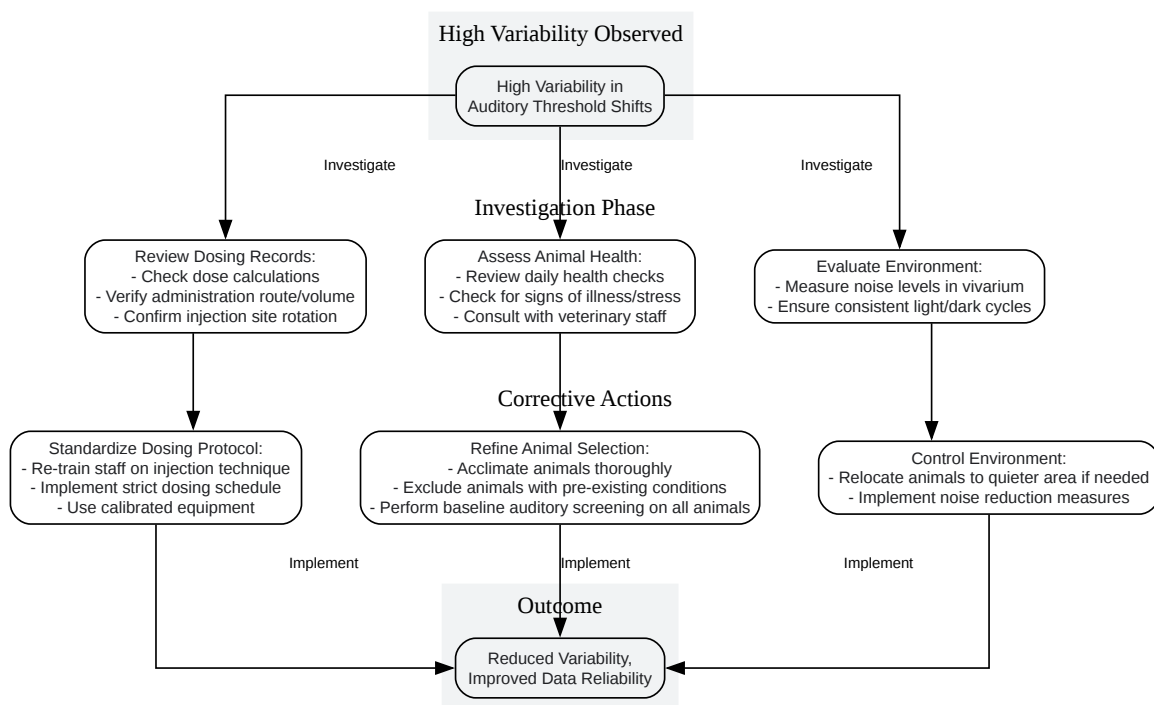 High Variability Observed
High Variability in
Auditory Threshold Shifts
Investigate
Investigate
Investigate
Investigation Phase
Review Dosing Records:
- Check dose calculations
- Verify administration route/volume
- Confirm injection site rotation
Assess Animal Health:
- Review daily health checks
- Check for signs of illness/stress
- Consult with veterinary staff
Evaluate Environment:
- Measure noise levels in vivarium
- Ensure consistent light/dark cycles
Corrective Actions
Standardize Dosing Protocol:
- Re-train staff on injection technique
- Implement strict dosing schedule
- Use calibrated equipment
Refine Animal Selection:
- Acclimate animals thoroughly
- Exclude animals with pre-existing conditions
- Perform baseline auditory screening on all animals
Control Environment:
- Relocate animals to quieter area if needed
- Implement noise reduction measures
Implement
Implement
Implement
Outcome
Reduced Variability,
Improved Data Reliability